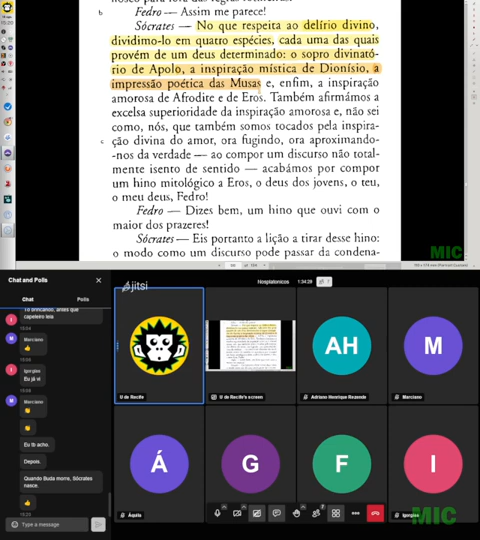 Fedro — Assim me parece!
b
Sócrates — No que respeita ao delírio divino,
dividimo-lo em quatro espécies, cada uma das quais
provém de um deus determinado: o sopro divinató-
rio de Apolo, a inspiração mística de Dionísio, a
impressão poética das Musas e, enfim, a inspiração
amorosa de Afrodite e de Eros. Também afirmámos a
excelsa superioridade da inspiração amorosa e, não sei
como, nós, que também somos tocados pela inspira-
c
ção divina do amor, ora fugindo, ora aproximando-
-nos da verdade — ao compor um discurso não total-
mente isento de sentido — acabámos por compor
um hino mitológico a Eros, o deus dos jovens, o teu,
o meu deus, Fedro!
Fedro — Dizes bem, um hino que ouvi com o
maior dos prazeres!
Sócrates — Eis portanto a lição a tirar desse hino:
o modo como um discurso pode passar da condena-
MIC
Chat and Polls
Chat
Polls
capeleiro leia
Marciano
Igorgias
Eu já vi
Marciano
Eu tb acho.
Depois.
Quando Buda morre, Sócrates
nasce.
Type a message
jitsi
Neoplatonicos
1:34:29
U de Recife
U de Recife's screen
AH
Adriano Henrique Rezende
M
Marciano
Á
Áquila
G
F
I
Igorgias
MIC